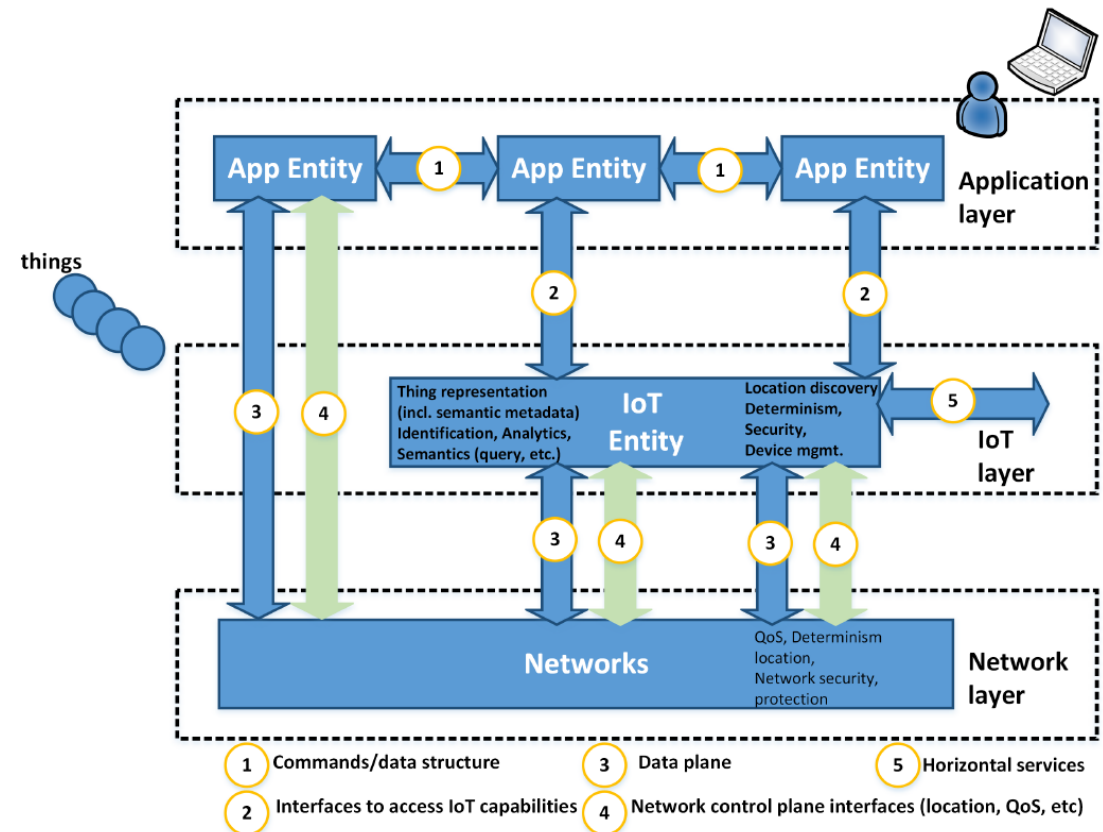 App Entity
1
App Entity
1
App Entity
Application
layer
things
2
2
Thing representation
(incl. semantic metadata)
Identification, Analytics,
Semantics (query, etc.)
IoT
Entity
Location discovery
Determinism,
Security,
Device mgmt.
5
IoT
layer
3
4
3
4
3
4
Networks
QoS, Determinism
location,
Network security,
protection
Network
layer
1 Commands/data structure
3 Data plane
5 Horizontal services
2 Interfaces to access IoT capabilities
4 Network control plane interfaces (location, QoS, etc)